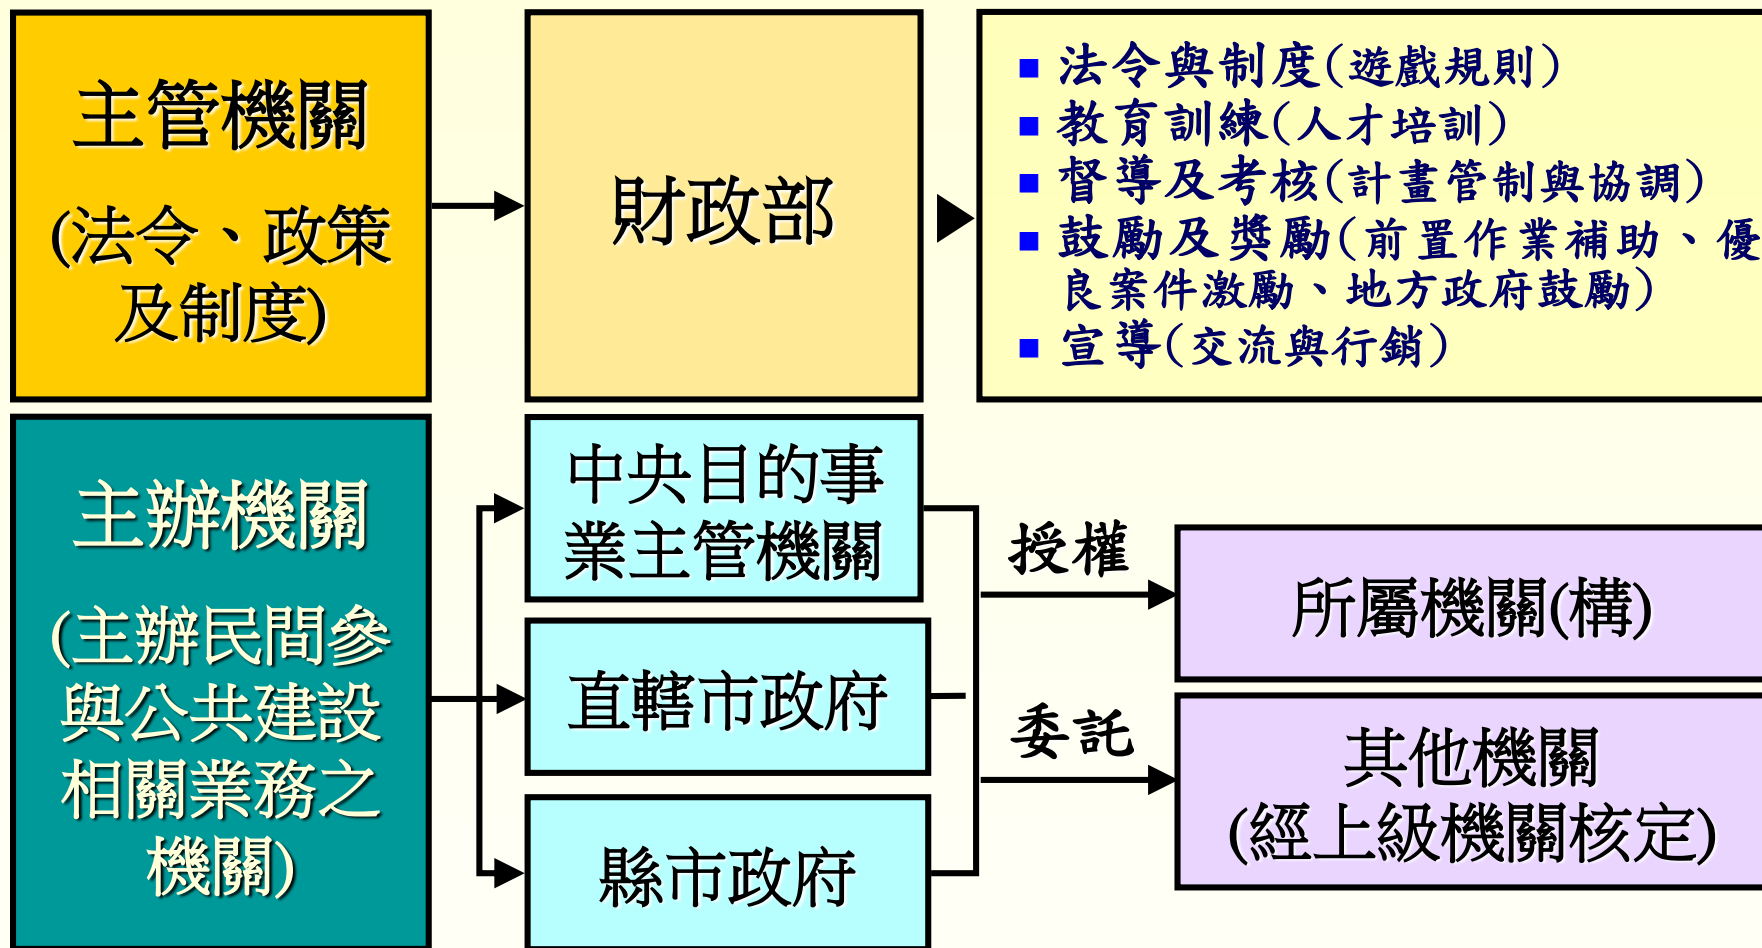 主管機關
(法令、政策
及制度)
財政部
法令與制度(遊戲規則)
教育訓練(人才培訓)
督導及考核(計畫管制與協調)
鼓勵及獎勵(前置作業補助、優
良案件激勵、地方政府鼓勵)
宣導(交流與行銷)
主辦機關
(主辦民間參
與公共建設
相關業務之
機關)
中央目的事
業主管機關
直轄市政府
縣市政府
授權
委託
所屬機關(構)
其他機關
(經上級機關核定)